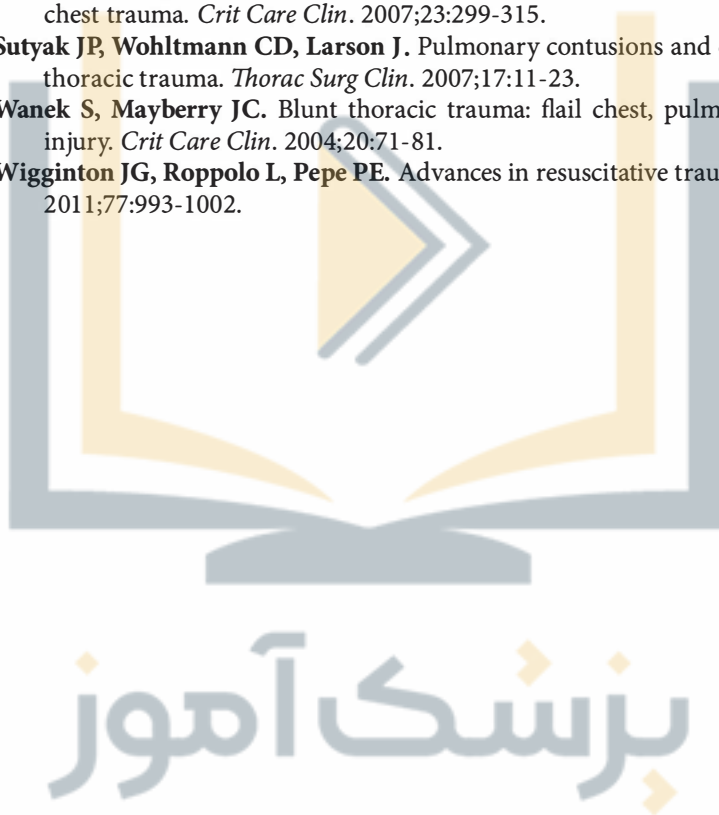 chest trauma. Crit Care Clin. 2007;23:299-315.
Sutyak JP, Wohltmann CD, Larson J. Pulmonary contusions and
thoracic trauma. Thorac Surg Clin. 2007;17:11-23.
Wanek S, Mayberry JC. Blunt thoracic trauma: flail chest, pulm
injury. Crit Care Clin. 2004;20:71-81.
Wigginton JG, Roppolo L, Pepe PE. Advances in resuscitative trau
2011;77:993-1002.
پزشک آموز